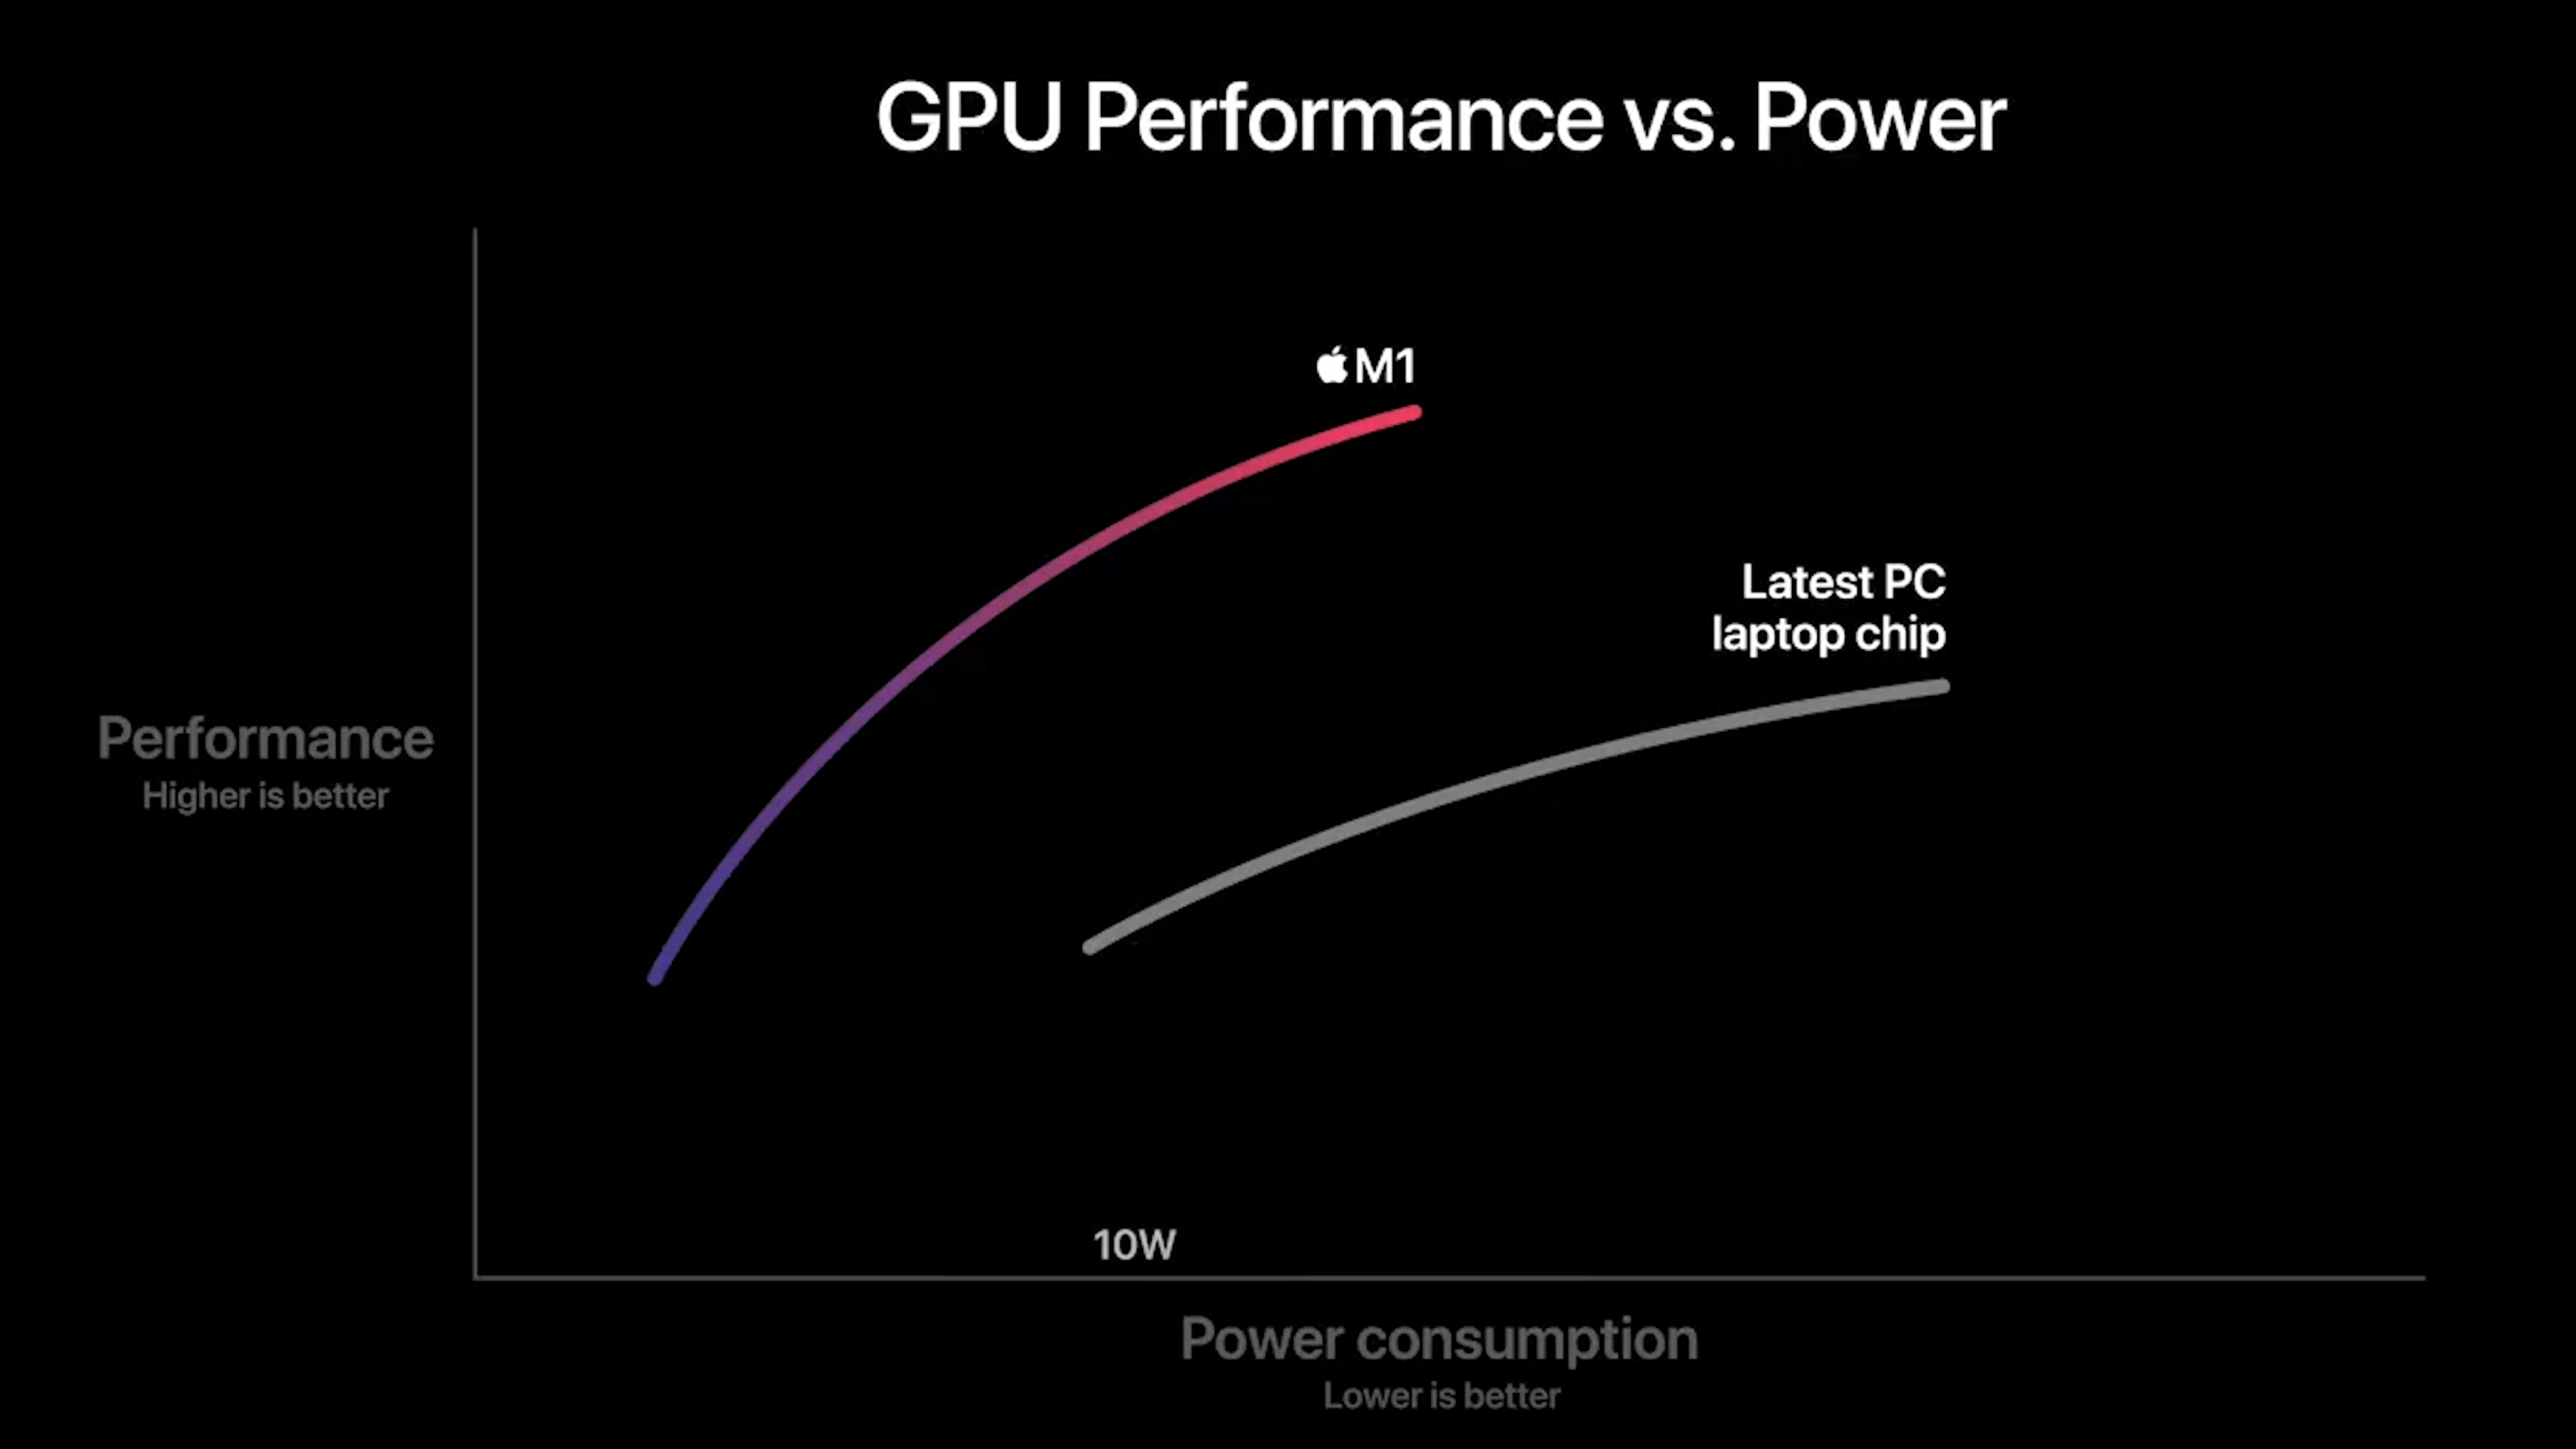 GPU Performance vs. Power
M1
Latest PC
laptop chip
Performance
Higher is better
10W
Power consumption
Lower is better